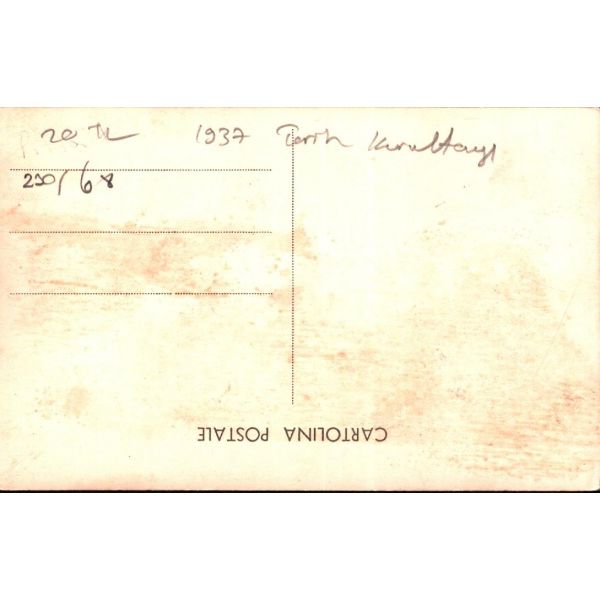 20 TL 1937 Tarih Kurultayı
250/68
CARTOLINA POSTALE